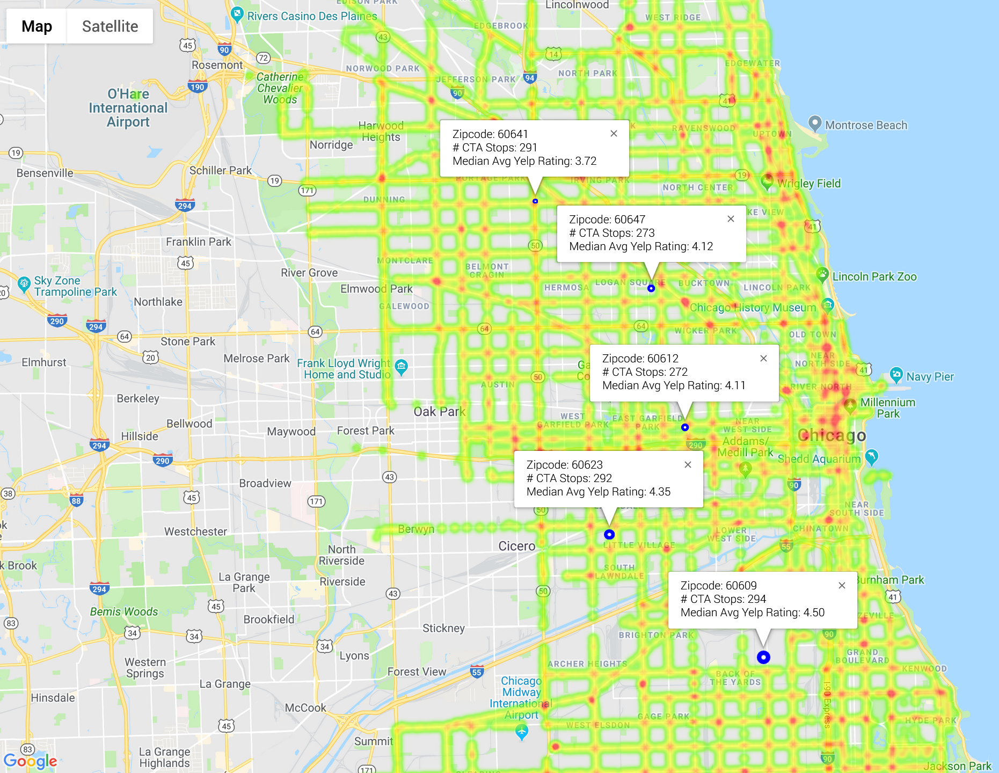 Map
Satellite
EDISON PARK
Lincolnwood
Rivers Casino Des Plaines
WEST RIDGE
EDGEBROOK
43
45
90
72
14
Rosemont
NORWOOD PARK
EDGEWATER
NORTH PARK
JEFFERSON PARK
94
Catherine
Chevalier
Woods
190
90
O'Hare
International
Airport
41
Harwood
Heights
RAVENSWOOD
UPTOWN
Montrose Beach
Norridge
Zipcode: 60641
# CTA Stops: 291
Median Avg Yelp Rating: 3.72
19
Bensenville
Schiller Park
19
171
PORTAGE PARK
IRVING PARK
19
NORTH CENTER
Wrigley Field
DUNNING
294
KE VIEW
Zipcode: 60647
# CTA Stops: 273
Median Avg Yelp Rating: 4.12
41
Franklin Park
50
45
MONTCLARE
BELMONT
CRAGIN
River Grove
Lincoln Park Zoo
LOGAN SQUARE
BUCKTOWN
LINCOLN PARK
HERMOSA
Sky Zone
Trampoline Park
20
Elmwood Park
Northlake
GALEWOOD
Chicago History Museum
290
294
64
64
64
64
WICKER PARK
OLD TOWN
Stone Park
20
Melrose Park
Elmhurst
Frank Lloyd Wright
Home and Studio
NEAR
NORTH SIDE
41
Ga
Co
Zipcode: 60612
# CTA Stops: 272
Median Avg Yelp Rating: 4.11
50
AUSTIN
Navy Pier
RIVER NORTH
Berkeley
Millennium
Park
Oak Park
WEST
GARFIELD PARK
EAST GARFIELD
PARK
NEAR
WEST SIDE
Bellwood
Maywood
Forest Park
Hillside
Chicago
294
290
290
Addams/
Medill Park
Shedd Aquarium
Zipcode: 60623
# CTA Stops: 292
Median Avg Yelp Rating: 4.35
43
Broadview
90
38
88
45
171
50
NEAR
SOUTH SIDE
Berwyn
Westchester
LOWER
WEST SIDE
CHINATOWN
Cicero
LITTLE VILLAGE
55
North
Riverside
k Brook
SOUTH
LAWNDALE
La Grange
Park
Riverside
Burnham Park
294
50
43
41
Zipcode: 60609
# CTA Stops: 294
Median Avg Yelp Rating: 4.50
45
Bemis Woods
Brookfield
ZEVILLE
83
Stickney
34
34
34
BRIGHTON PARK
90
Lyons
GRAND
BOULEVARD
Western
Springs
Forest View
55
ARCHER HEIGHTS
KENWOOD
BACK OF
THE YARDS
La Grange
Chicago
Midway
International
Airport
Hinsdale
McCook
I-90 Express
GAGE PARK
HYDE PARK
45
WEST ELSDON
Summit
83
La Grange
Highlands
Google
171
90
Jackson Park
CLEARING